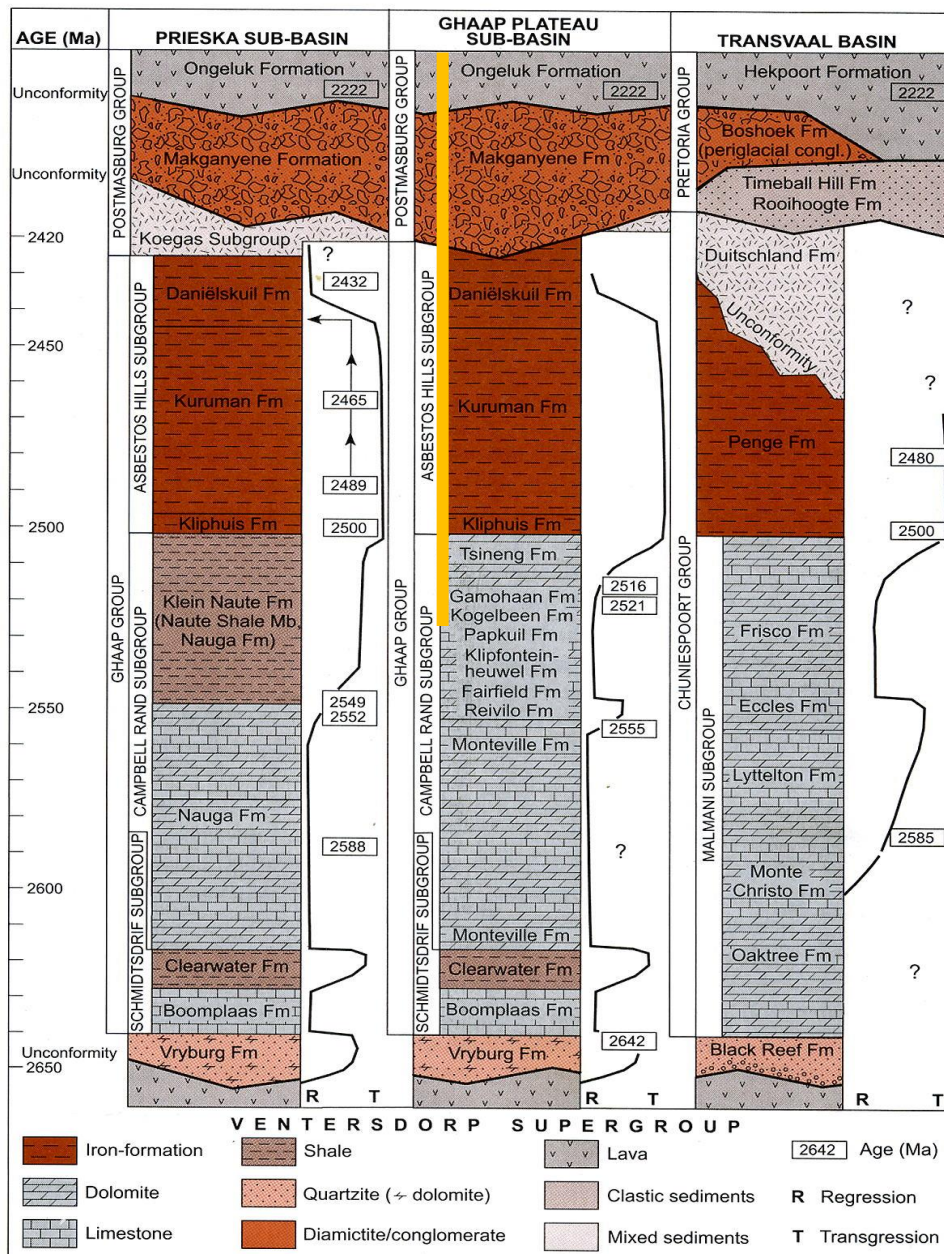 AGE (Ma)
PRIESKA SUB-BASIN
GHAAP PLATEAU
SUB-BASIN
TRANSVAAL BASIN
Unconformity
Unconformity
2420
2450
2500
2550
2600
Unconformity
2650
POSTMASBURG GROUP
Ongeluk Formation
2222
Makganyene Formation
Koegas Subgroup
GHAAP GROUP
ASBESTOS HILLS SUBGROUP
Daniëlskuil Fm
?
2432
Kuruman Fm
2465
2489
Kliphuis Fm
2500
CAMPBELL RAND SUBGROUP
Klein Naute Fm
(Naute Shale Mb,
Nauga Fm)
2549
2552
Nauga Fm
2588
SCHMIDTSDRIF SUBGROUP
Clearwater Fm
Boomplaas Fm
Vryburg Fm
R T
POSTMASBURG GROUP
Ongeluk Formation
2222
Makganyene Fm
ASBESTOS HILLS SUBGROUP
Daniëlskuil Fm
Kuruman Fm
Kliphuis Fm
GHAAP GROUP
CAMPBELL RAND SUBGROUP
Tsineng Fm
Gamohaan Fm
2516
Kogelbeen Fm
2521
Papkuil Fm
Klipfontein-
heuwel Fm
Fairfield Fm
Reivilo Fm
Monteville Fm
2555
?
SCHMIDTSDRIF SUBGROUP
Monteville Fm
Clearwater Fm
Boomplaas Fm
Vryburg Fm
2642
R T
PRETORIA GROUP
Hekpoort Formation
2222
Boshoek Fm
(periglacial congl.)
Timeball Hill Fm
Rooihoogte Fm
CHUNIESPOORT GROUP
Duitschland Fm
?
Unconformity
?
Penge Fm
2480
2500
MALMANI SUBGROUP
Frisco Fm
Eccles Fm
Lyttelton Fm
2585
Monte
Christo Fm
Oaktree Fm
?
Black Reef Fm
R T
VENTERSDORP SUPERGROUP
Iron-formation
Shale
Lava
2642 Age (Ma)
Dolomite
Quartzite (± dolomite)
Clastic sediments
R Regression
Limestone
Diamictite/conglomerate
Mixed sediments
T Transgression